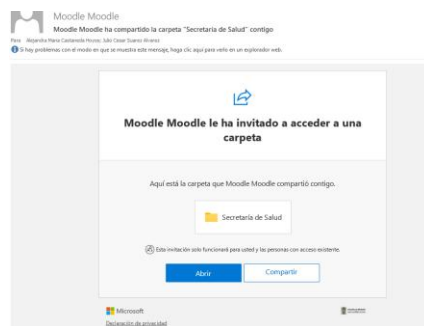 Moodle Moodle
Moodle Moodle ha compartido la carpeta "Secretaría de Salud" contigo
Para Alejandra Maria Castaneda Julio Cesar Suarez Alvarez
Si hay problemas con el modo en que se muestra este mensaje, haga clic aquí para verlo en un explorador web.
Moodle Moodle le ha invitado a acceder a una
carpeta
Aquí está la carpeta que Moodle Moodle compartió contigo.
Secretaría de Salud
Esta invitación solo funcionará para usted y las personas con acceso existente.
Abrir Compartir
Microsoft
Declaración de privacidad